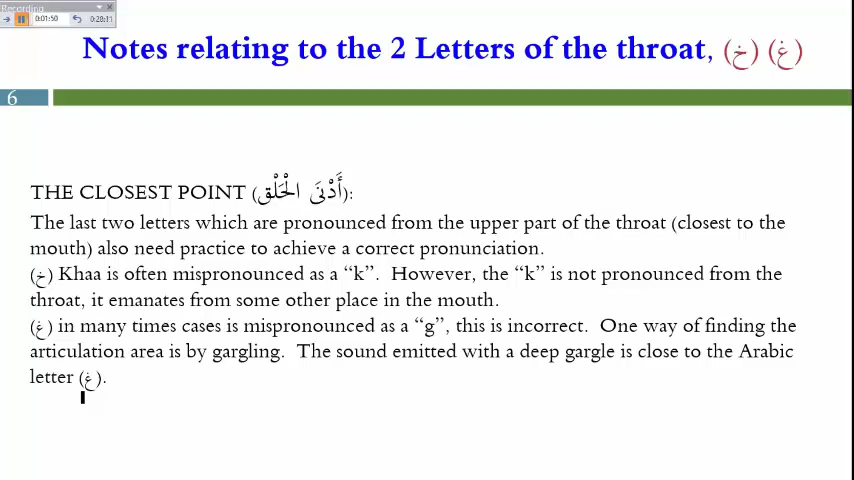 Recording
0:01:50
0:28:11
Notes relating to the 2 Letters of the throat, (خ) (غ)
6
THE CLOSEST POINT (أَدْنَى الْحَلْق):
The last two letters which are pronounced from the upper part of the throat (closest to the
mouth) also need practice to achieve a correct pronunciation.
(خ) Khaa is often mispronounced as a “k”. However, the “k” is not pronounced from the
throat, it emanates from some other place in the mouth.
(غ) in many times cases is mispronounced as a “g”, this is incorrect. One way of finding the
articulation area is by gargling. The sound emitted with a deep gargle is close to the Arabic
letter (غ).